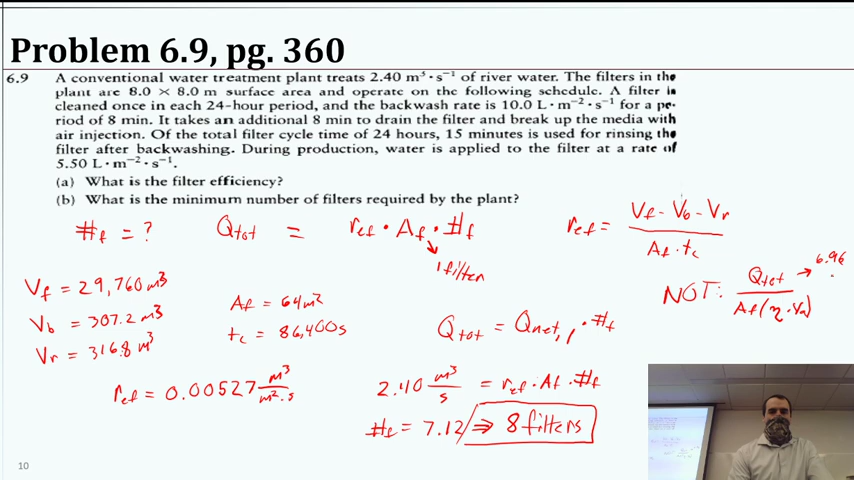 Problem 6.9, pg. 360
6.9 A conventional water treatment plant treats 2.40 m³·s⁻¹ of river water. The filters in the
plant are 8.0 × 8.0 m surface area and operate on the following schedule. A filter is
cleaned once in each 24-hour period, and the backwash rate is 10.0 L·m⁻²·s⁻¹ for a pe-
riod of 8 min. It takes an additional 8 min to drain the filter and break up the media with
air injection. Of the total filter cycle time of 24 hours, 15 minutes is used for rinsing the
filter after backwashing. During production, water is applied to the filter at a rate of
5.50 L·m⁻²·s⁻¹.
(a) What is the filter efficiency?
(b) What is the minimum number of filters required by the plant?
#f = ? Qtot = ref · Af · #f
1 filter
ref = (Vf - Vb - Vr) / (Af · tc)
NOT: Qtot / Af(η · Va) → 6.96
Vf = 29,760 m³
Vb = 307.2 m³
Vr = 316.8 m³
Af = 64 m²
tc = 86,400 s
Qtot = Qnet, 1 · #f
ref = 0.00527 m³/m²·s
2.40 m³/s = ref · Af · #f
#f = 7.12 ⇒ 8 filters
10